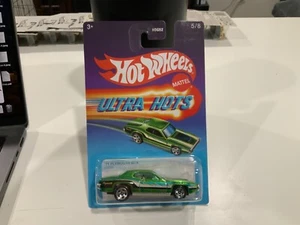 3+
5/8
Hot Wheels
MATTEL
ULTRA HOTS